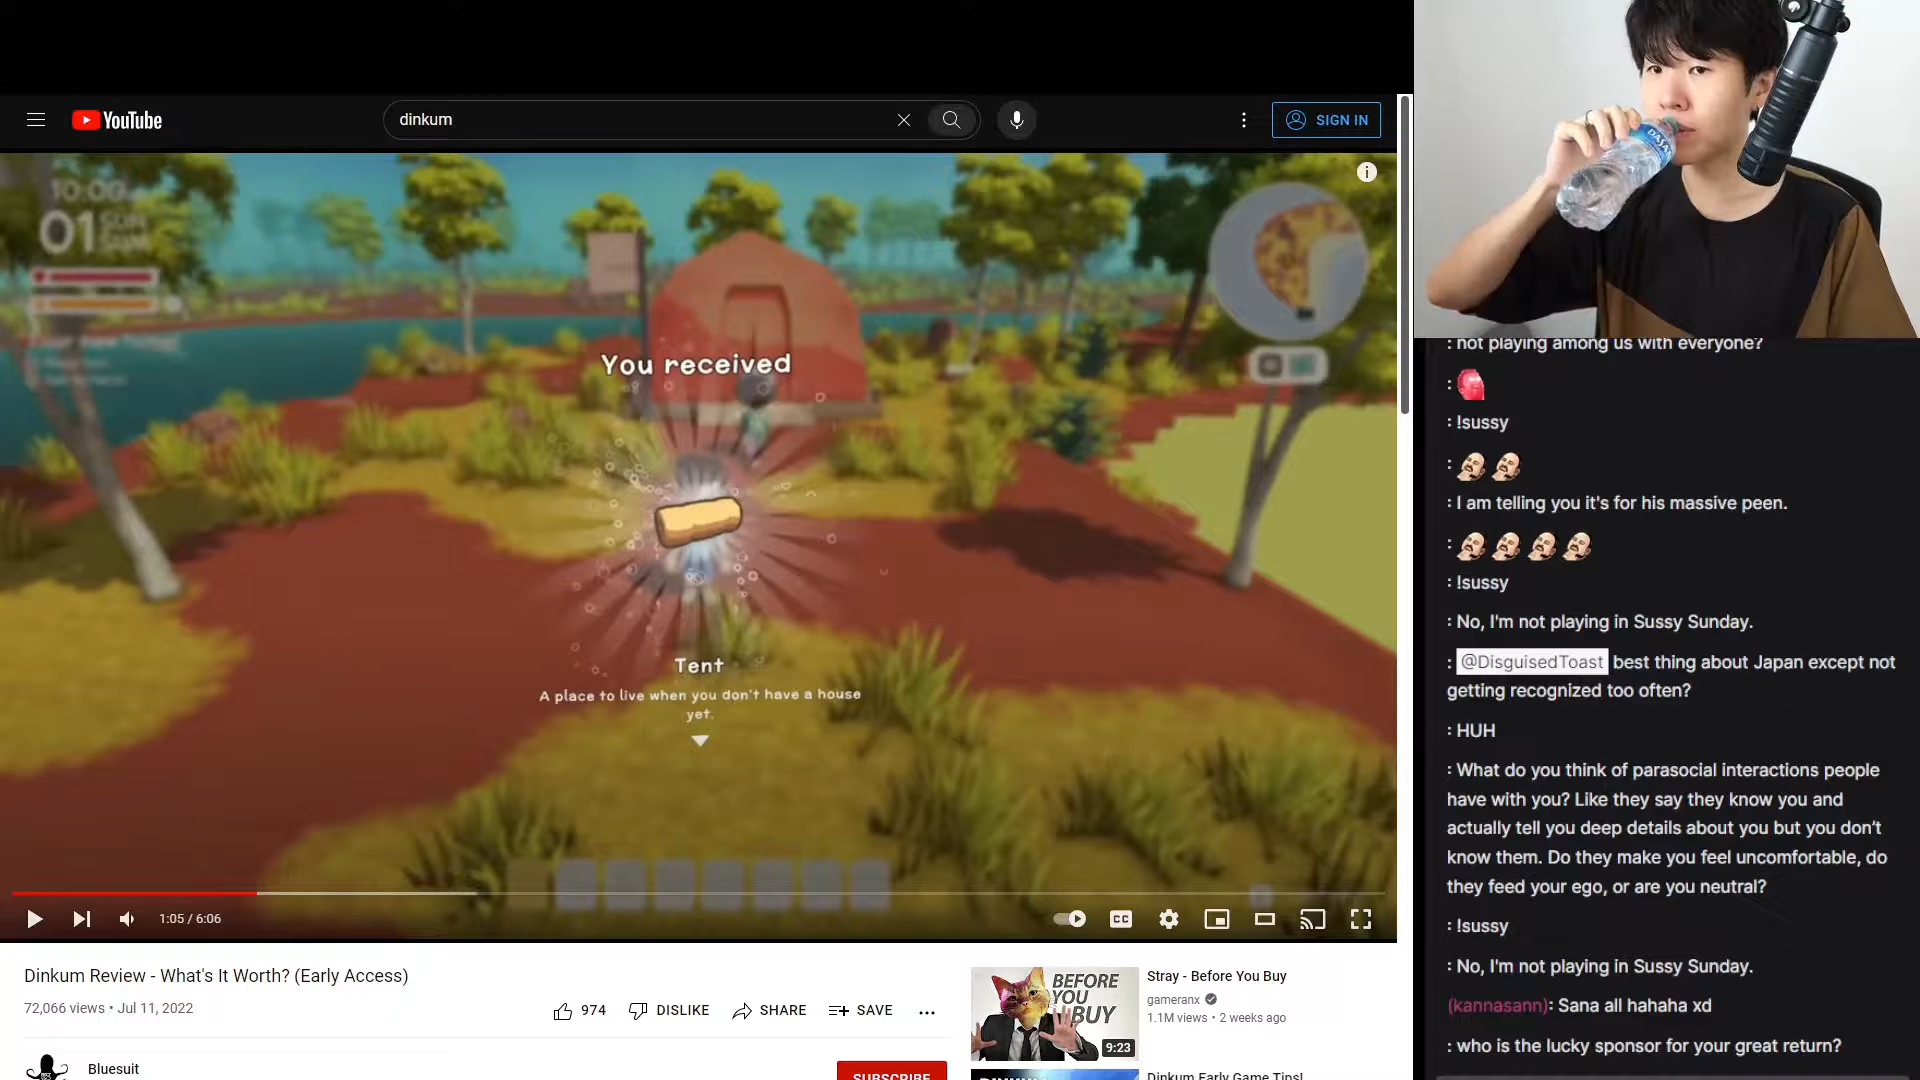 YouTube
dinkum
SIGN IN
10:00
01 SUN
You received
Tent
A place to live when you don't have a house
yet.
1:05 / 6:06
CC
Dinkum Review - What's It Worth? (Early Access)
72,066 views • Jul 11, 2022
974
DISLIKE
SHARE
SAVE
Bluesuit
SUBSCRIBE
BEFORE
YOU
BUY
9:23
Stray - Before You Buy
gameranx
1.1M views • 2 weeks ago
Dinkum Early Game Tips!
DASANI
: not playing among us with everyone?
:
: !sussy
:
: I am telling you it's for his massive peen.
:
: !sussy
: No, I'm not playing in Sussy Sunday.
: @DisguisedToast best thing about Japan except not
getting recognized too often?
: HUH
: What do you think of parasocial interactions people
have with you? Like they say they know you and
actually tell you deep details about you but you don't
know them. Do they make you feel uncomfortable, do
they feed your ego, or are you neutral?
: !sussy
: No, I'm not playing in Sussy Sunday.
(kannasann): Sana all hahaha xd
: who is the lucky sponsor for your great return?